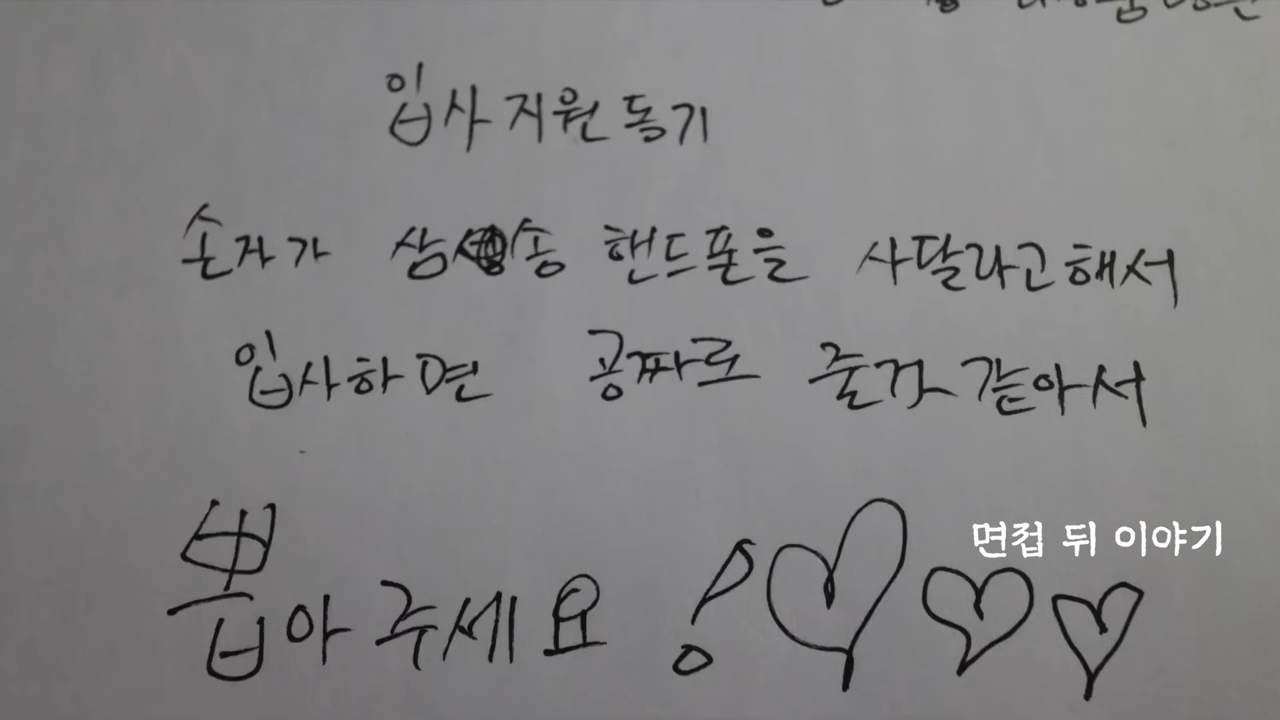 입사지원동기
손자가 삼송 핸드폰을 사달라고해서
입사하면 공짜로 줄것같아서
뽑아주세요!
면접 뒤 이야기